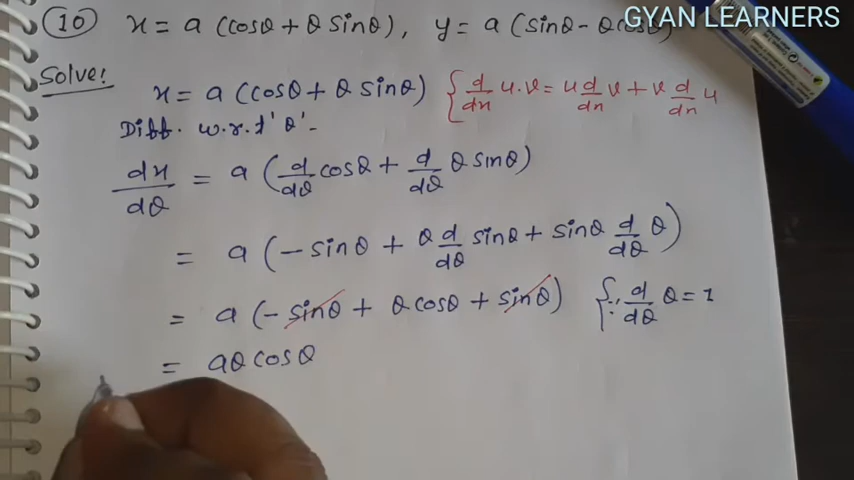 GYAN LEARNERS
(10) x = a (cosθ + θ sinθ), y = a (sinθ - θ cosθ)
Solve!
x = a (cosθ + θ sinθ) { d/dx u.v = u d/dx v + v d/dx u
Diff. w.r.t 'θ' -
dx/dθ = a ( d/dθ cosθ + d/dθ θ sinθ )
= a ( - sinθ + θ d/dθ sinθ + sinθ d/dθ θ )
= a ( - sinθ + θ cosθ + sinθ ) { ∵ d/dθ θ = 1
= aθ cosθ